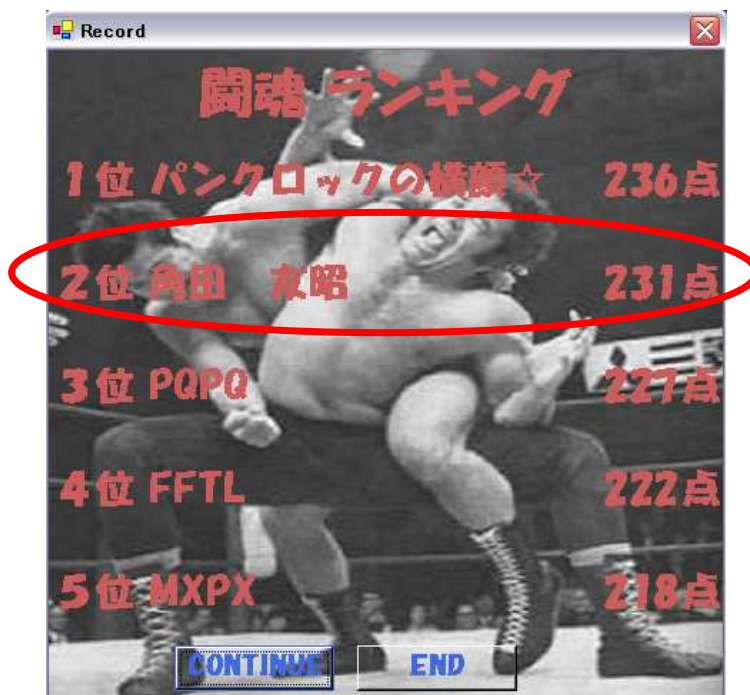 Record
闘魂 ランキング
1位 パンクロックの横顔☆ 236点
2位 角田 友昭 231点
3位 PQPQ 227点
4位 FFTL 222点
5位 MXPX 218点
CONTINUE END